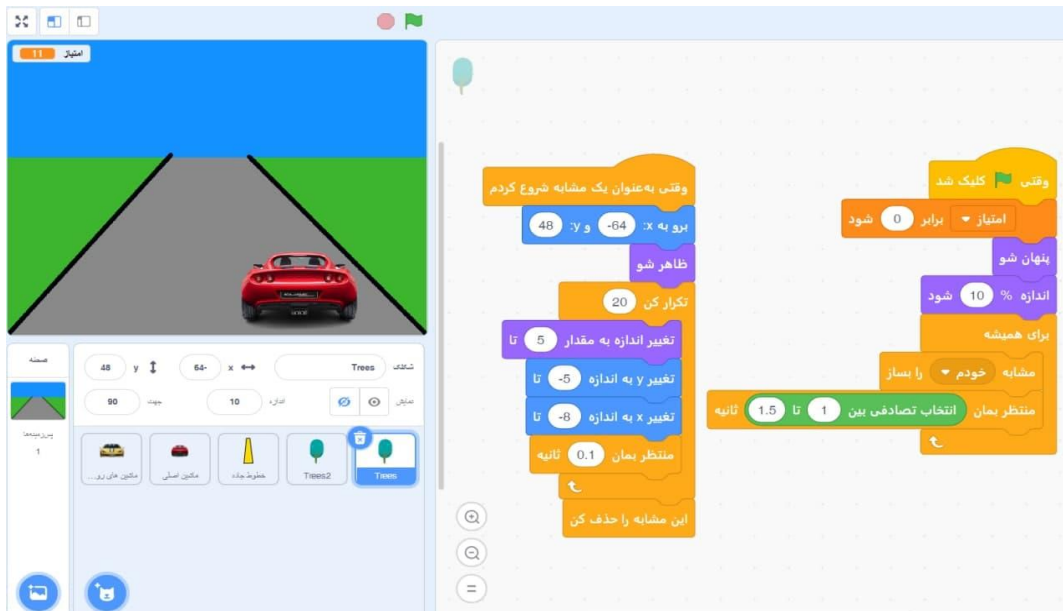 امتیاز 11
وقتی به‌عنوان یک مشابه شروع کردم
برو به x: -64 و y: 48
ظاهر شو
تکرار کن 20
تغییر اندازه به مقدار 5 تا
تغییر y به اندازه -5 تا
تغییر x به اندازه -8 تا
منتظر بمان 0.1 ثانیه
این مشابه را حذف کن
وقتی کلیک شد
امتیاز برابر 0 شود
پنهان شو
اندازه % 10 شود
برای همیشه
مشابه خودم را بساز
منتظر بمان انتخاب تصادفی بین 1 تا 1.5 ثانیه
Trees x -64 y 48
نمایش اندازه 10 جهت 90
صحنه
پس‌زمینه‌ها
1
Trees
Trees2
خطوط جاده
ماشین اصلی
ماشین های رو...